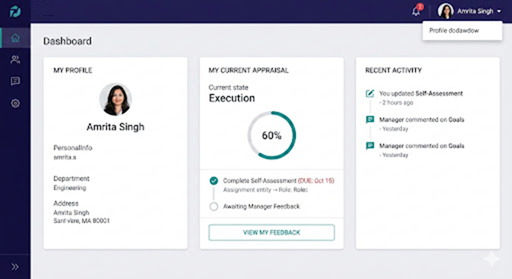 2
Amrita Singh
Profile dodawdow
Dashboard
MY PROFILE
Amrita Singh
PersonalInfo
amrita.s
Department
Engineering
Address
Amrita Singh
Sant-Vere, MA 80001
MY CURRENT APPRAISAL
Current state
Execution
60%
Complete Self-Assessment (DUE: Oct 15)
Assignment entity → Role: Role:
Awaiting Manager Feedback
VIEW MY FEEDBACK
RECENT ACTIVITY
You updated Self-Assessment
- 2 hours ago
Manager commented on Goals
- Yesterday
Manager commented on Goals
- Yesterday